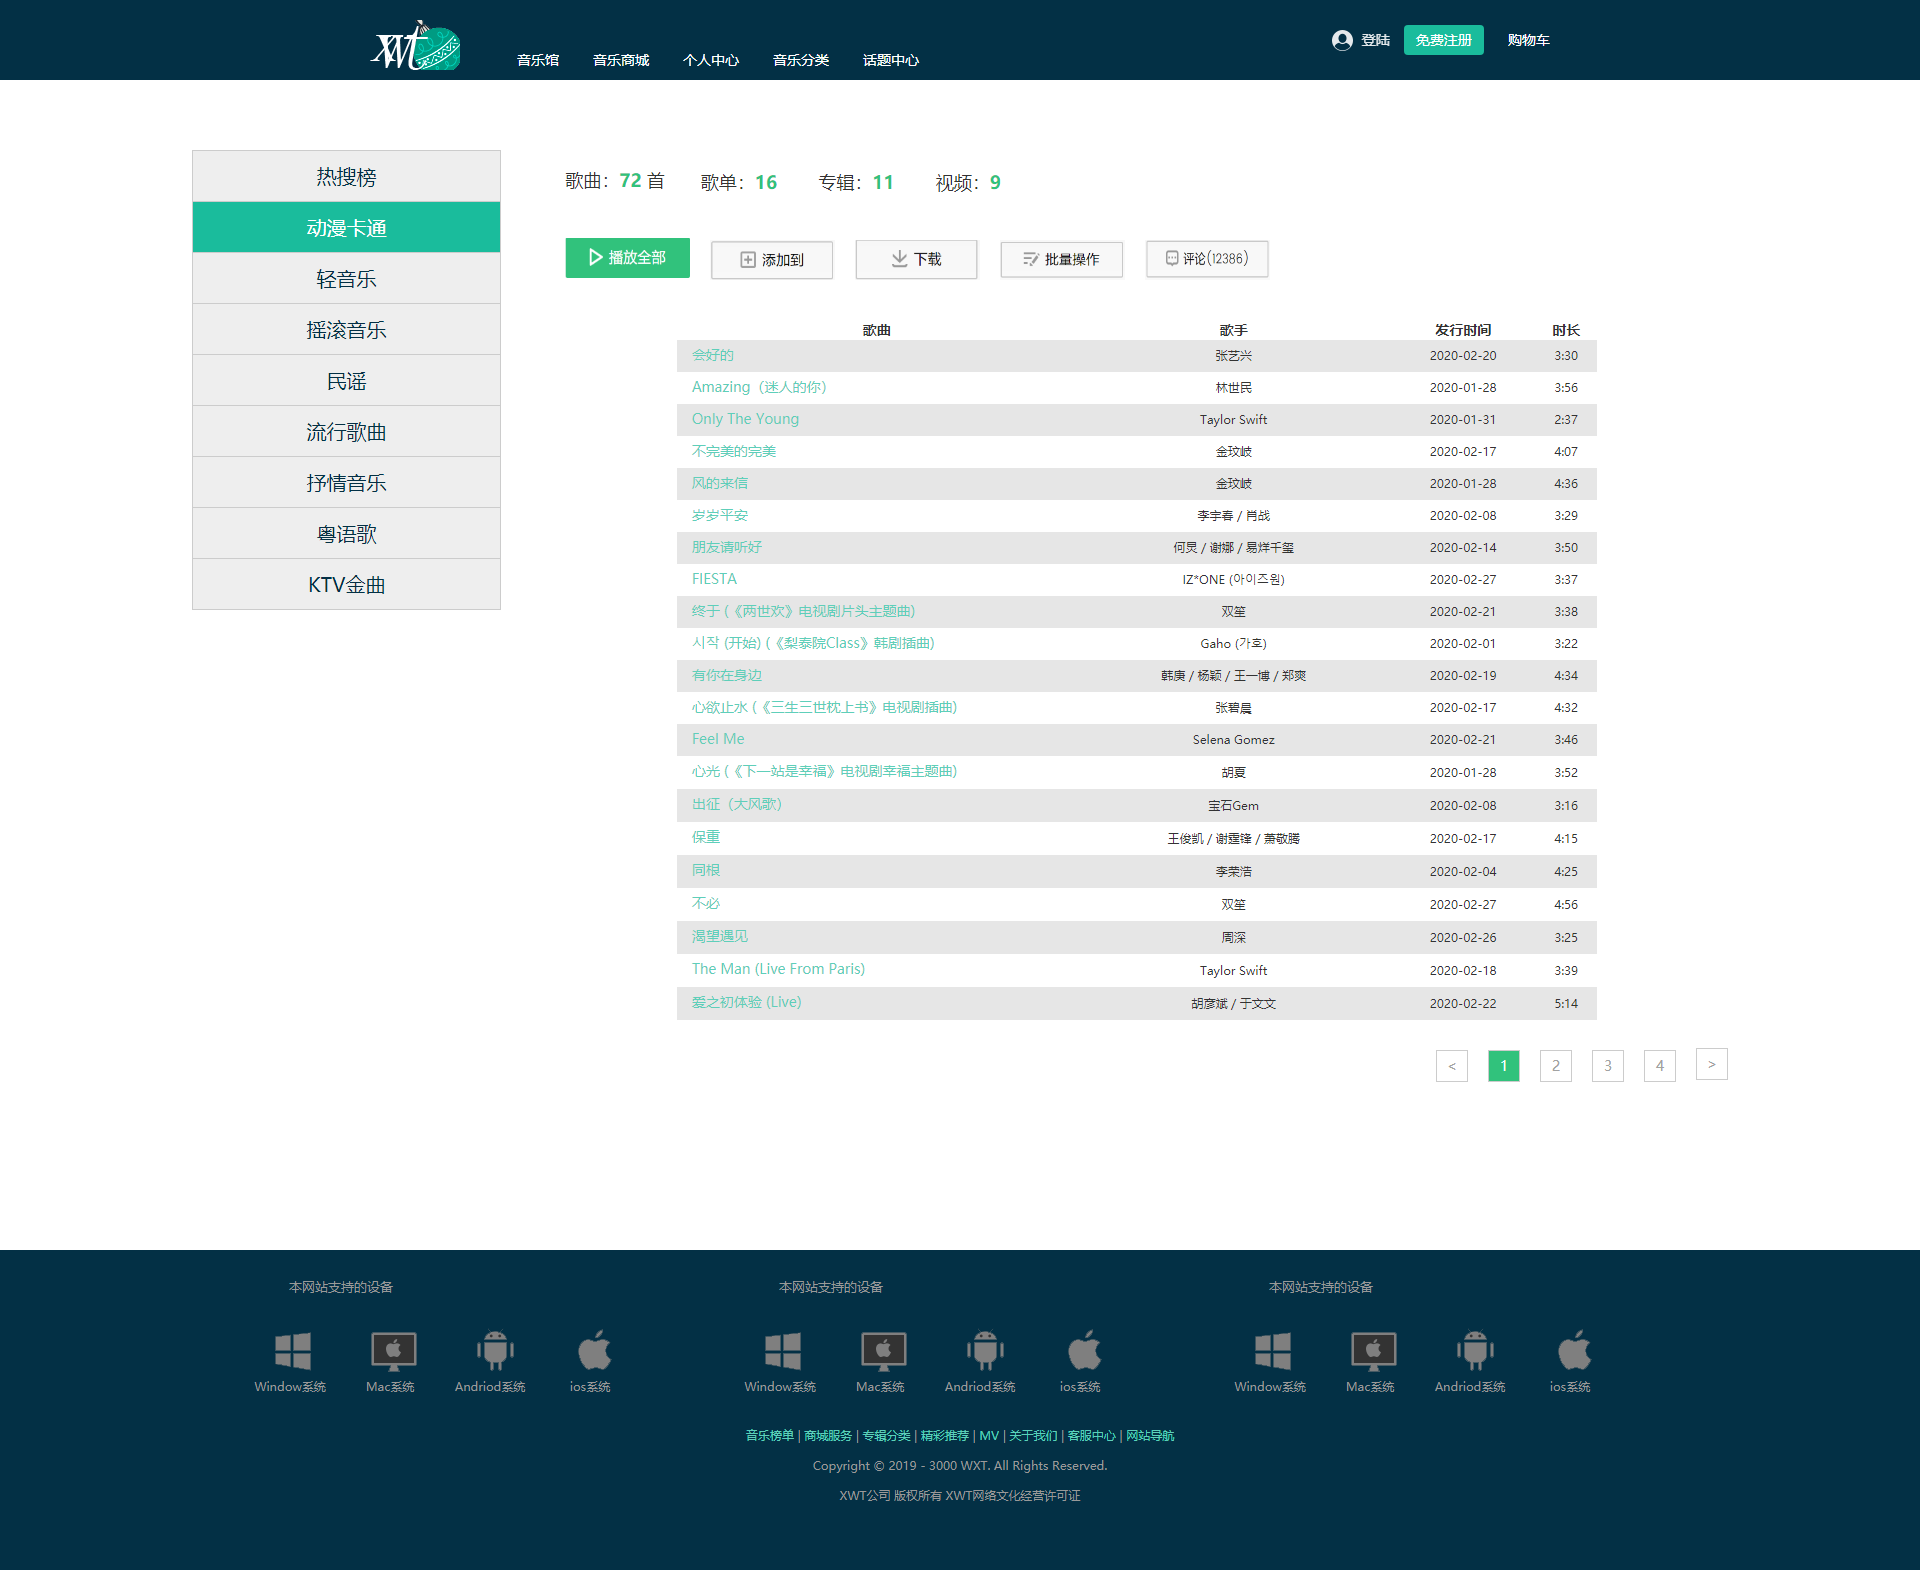 XWT
音乐馆 音乐商城 个人中心 音乐分类 话题中心 登陆 免费注册 购物车
热搜榜
动漫卡通
轻音乐
摇滚音乐
民谣
流行歌曲
抒情音乐
粤语歌
KTV金曲
歌曲：72 首 歌单：16 专辑：11 视频：9
播放全部 添加到 下载 批量操作 评论(12386)
歌曲 歌手 发行时间 时长
会好的 张艺兴 2020-02-20 3:30
Amazing（迷人的你） 林世民 2020-01-28 3:56
Only The Young Taylor Swift 2020-01-31 2:37
不完美的完美 金玟岐 2020-02-17 4:07
风的来信 金玟岐 2020-01-28 4:36
岁岁平安 李宇春 / 肖战 2020-02-08 3:29
朋友请听好 何炅 / 谢娜 / 易烊千玺 2020-02-14 3:50
FIESTA IZ*ONE (아이즈원) 2020-02-27 3:37
终于 (《两世欢》电视剧片头主题曲) 双笙 2020-02-21 3:38
시작 (开始) (《梨泰院Class》韩剧插曲) Gaho (가호) 2020-02-01 3:22
有你在身边 韩庚 / 杨颖 / 王一博 / 郑爽 2020-02-19 4:34
心欲止水 (《三生三世枕上书》电视剧插曲) 张碧晨 2020-02-17 4:32
Feel Me Selena Gomez 2020-02-21 3:46
心光 (《下一站是幸福》电视剧幸福主题曲) 胡夏 2020-01-28 3:52
出征（大风歌） 宝石Gem 2020-02-08 3:16
保重 王俊凯 / 谢霆锋 / 萧敬腾 2020-02-17 4:15
同根 李荣浩 2020-02-04 4:25
不必 双笙 2020-02-27 4:56
渴望遇见 周深 2020-02-26 3:25
The Man (Live From Paris) Taylor Swift 2020-02-18 3:39
爱之初体验 (Live) 胡彦斌 / 于文文 2020-02-22 5:14
< 1 2 3 4 >
本网站支持的设备 本网站支持的设备 本网站支持的设备
Window系统 Mac系统 Andriod系统 ios系统 Window系统 Mac系统 Andriod系统 ios系统 Window系统 Mac系统 Andriod系统 ios系统
音乐榜单 | 商城服务 | 专辑分类 | 精彩推荐 | MV | 关于我们 | 客服中心 | 网站导航
Copyright © 2019 - 3000 WXT. All Rights Reserved.
XWT公司 版权所有 XWT网络文化经营许可证